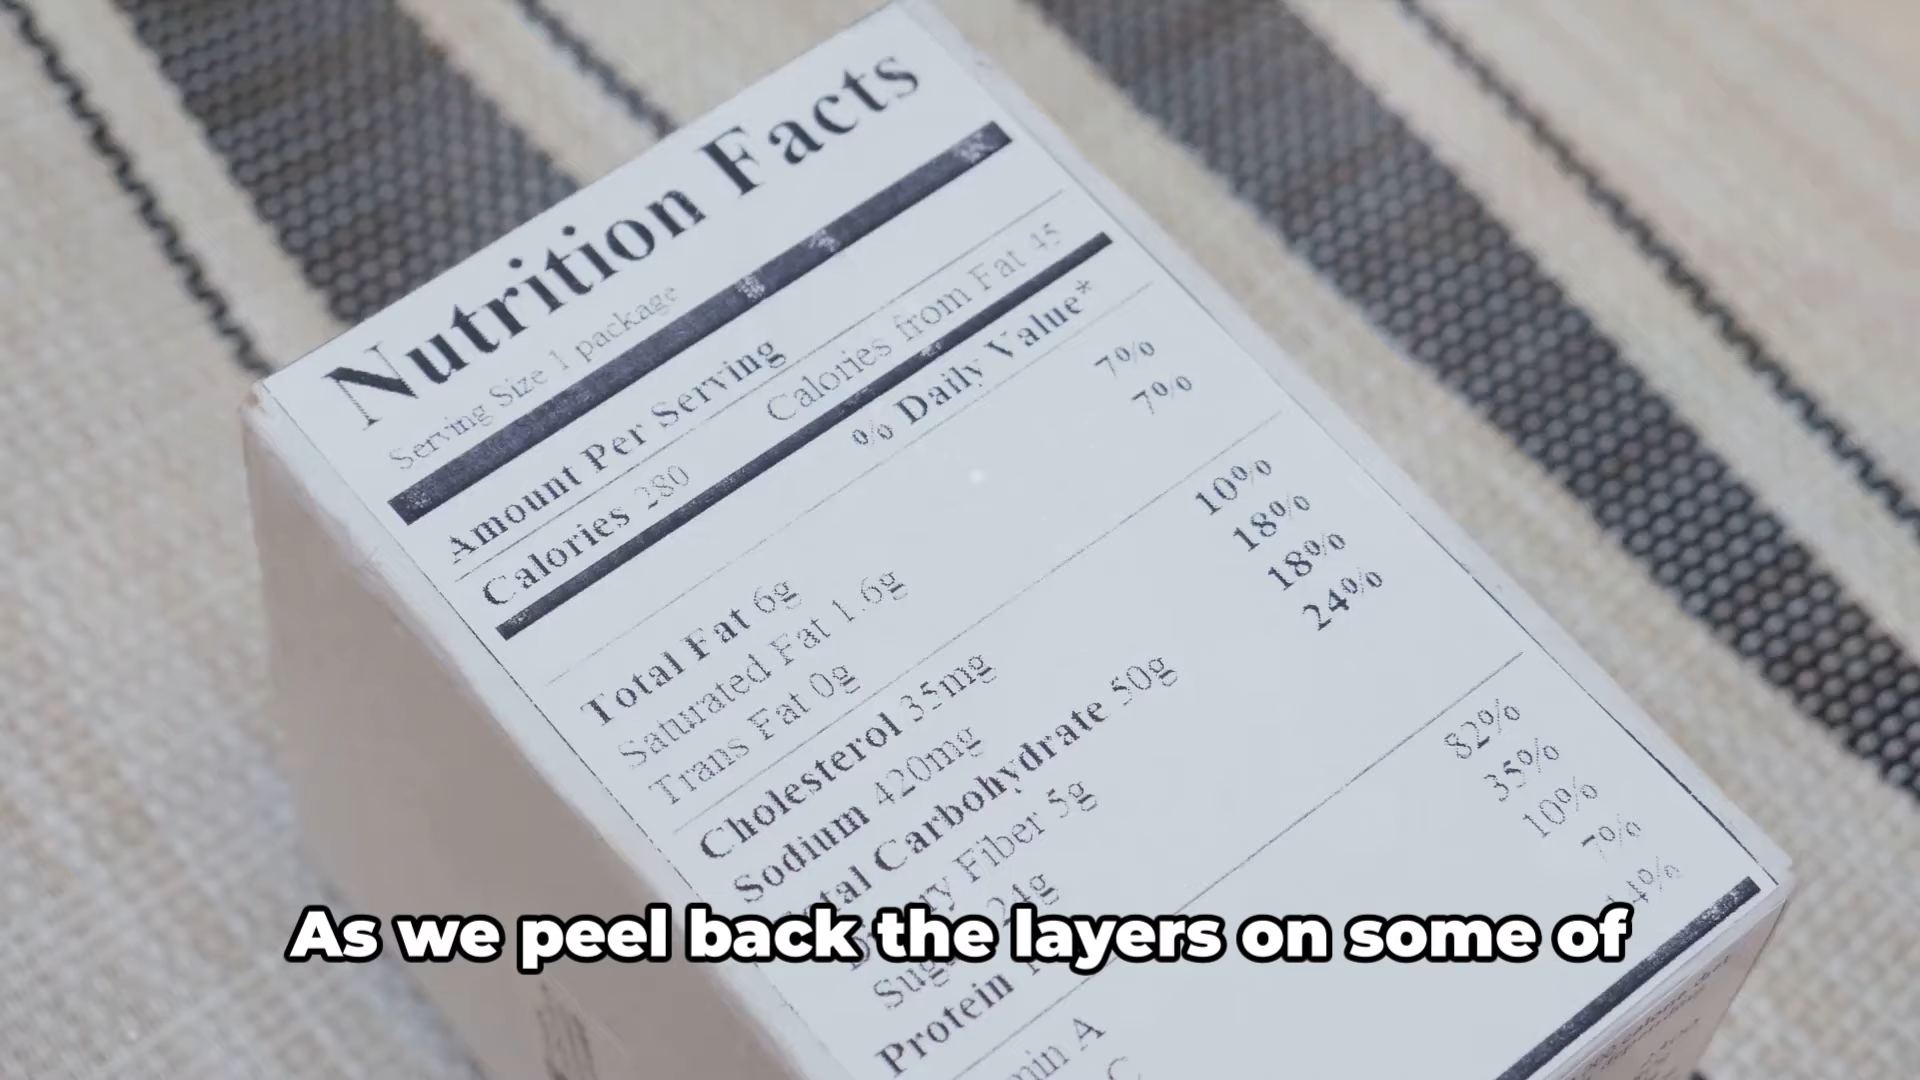 Nutrition Facts
Serving Size 1 package
Amount Per Serving
Calories 280 Calories from Fat 45
% Daily Value*
Total Fat 6g 7%
Saturated Fat 1.6g 7%
Trans Fat 0g
Cholesterol 35mg 10%
Sodium 420mg 18%
Carbohydrate 50g 18%
Fiber 5g 24%
24g
Protein
82%
35%
10%
7%
As we peel back the layers on some of